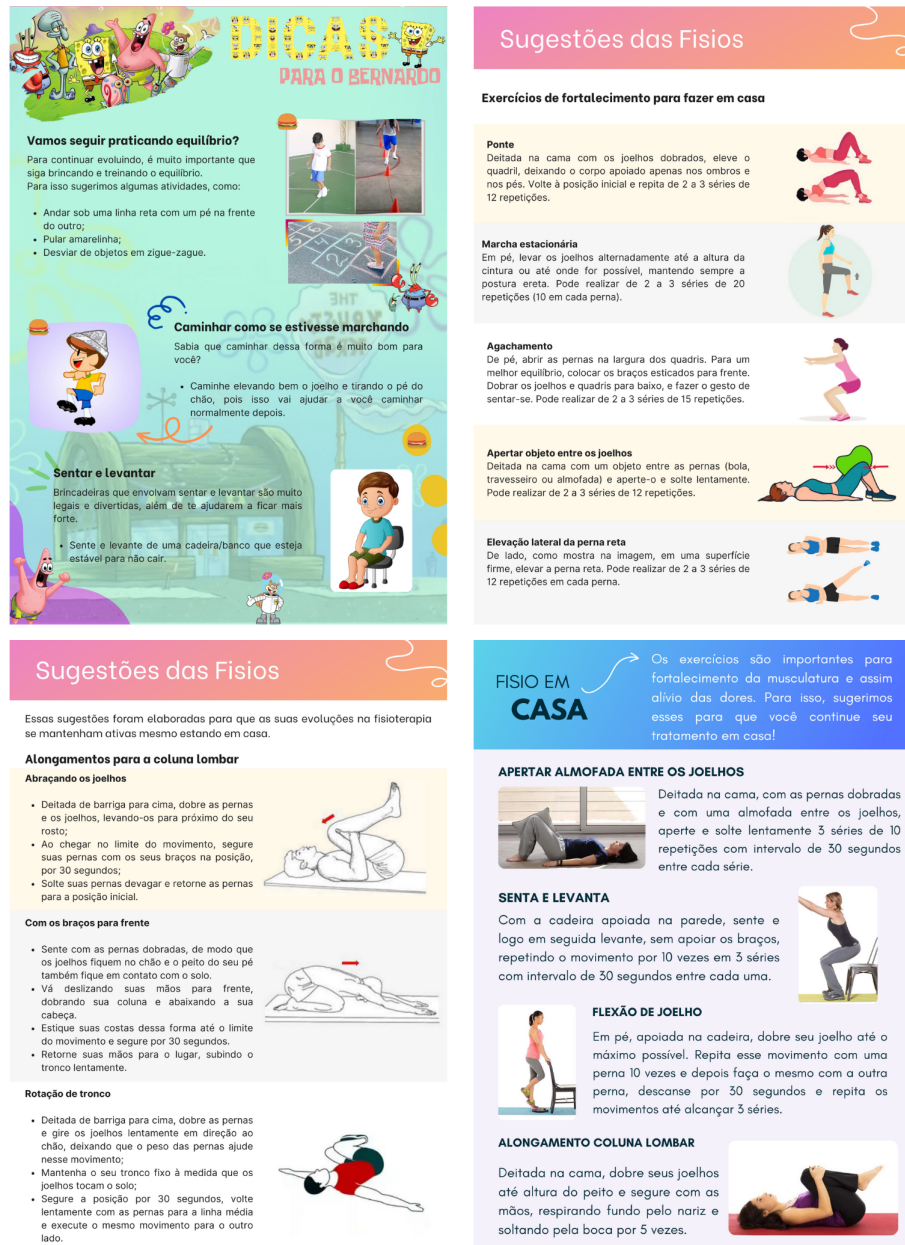 DICAS
PARA O BERNARDO
Vamos seguir praticando equilíbrio?
Para continuar evoluindo, é muito importante que
siga brincando e treinando o equilíbrio.
Para isso sugerimos algumas atividades, como:
• Andar sob uma linha reta com um pé na frente
do outro;
• Pular amarelinha;
• Desviar de objetos em zigue-zague.
Caminhar como se estivesse marchando
Sabia que caminhar dessa forma é muito bom para
você?
• Caminhe elevando bem o joelho e tirando o pé do
chão, pois isso vai ajudar a você caminhar
normalmente depois.
Sentar e levantar
Brincadeiras que envolvam sentar e levantar são muito
legais e divertidas, além de te ajudarem a ficar mais
forte.
• Sente e levante de uma cadeira/banco que esteja
estável para não cair.
Sugestões das Fisios
Exercícios de fortalecimento para fazer em casa
Ponte
Deitada na cama com os joelhos dobrados, eleve o
quadril, deixando o corpo apoiado apenas nos ombros e
nos pés. Volte à posição inicial e repita de 2 a 3 séries de
12 repetições.
Marcha estacionária
Em pé, levar os joelhos alternadamente até a altura da
cintura ou até onde for possível, mantendo sempre a
postura ereta. Pode realizar de 2 a 3 séries de 20
repetições (10 em cada perna).
Agachamento
De pé, abrir as pernas na largura dos quadris. Para um
melhor equilíbrio, colocar os braços esticados para frente.
Dobrar os joelhos e quadris para baixo, e fazer o gesto de
sentar-se. Pode realizar de 2 a 3 séries de 15 repetições.
Apertar objeto entre os joelhos
Deitada na cama com um objeto entre as pernas (bola,
travesseiro ou almofada) e aperte-o e solte lentamente.
Pode realizar de 2 a 3 séries de 12 repetições.
Elevação lateral da perna reta
De lado, como mostra na imagem, em uma superfície
firme, elevar a perna reta. Pode realizar de 2 a 3 séries de
12 repetições em cada perna.
Sugestões das Fisios
Essas sugestões foram elaboradas para que as suas evoluções na fisioterapia
se mantenham ativas mesmo estando em casa.
Alongamentos para a coluna lombar
Abraçando os joelhos
• Deitada de barriga para cima, dobre as pernas
e os joelhos, levando-os para próximo do seu
rosto;
• Ao chegar no limite do movimento, segure
suas pernas com os seus braços na posição,
por 30 segundos;
• Solte suas pernas devagar e retorne as pernas
para a posição inicial.
Com os braços para frente
• Sente com as pernas dobradas, de modo que
os joelhos fiquem no chão e o peito do seu pé
também fique em contato com o solo.
• Vá deslizando suas mãos para frente,
dobrando sua coluna e abaixando a sua
cabeça.
• Estique suas costas dessa forma até o limite
do movimento e segure por 30 segundos.
• Retorne suas mãos para o lugar, subindo o
tronco lentamente.
Rotação de tronco
• Deitada de barriga para cima, dobre as pernas
e gire os joelhos lentamente em direção ao
chão, deixando que o peso das pernas ajude
nesse movimento;
• Mantenha o seu tronco fixo à medida que os
joelhos tocam o solo;
• Segure a posição por 30 segundos, volte
lentamente com as pernas para a linha média
e execute o mesmo movimento para o outro
lado.
FISIO EM
CASA
Os exercícios são importantes para
fortalecimento da musculatura e assim
alívio das dores. Para isso, sugerimos
esses para que você continue seu
tratamento em casa!
APERTAR ALMOFADA ENTRE OS JOELHOS
Deitada na cama, com as pernas dobradas
e com uma almofada entre os joelhos,
aperte e solte lentamente 3 séries de 10
repetições com intervalo de 30 segundos
entre cada série.
SENTA E LEVANTA
Com a cadeira apoiada na parede, sente e
logo em seguida levante, sem apoiar os braços,
repetindo o movimento por 10 vezes em 3 séries
com intervalo de 30 segundos entre cada uma.
FLEXÃO DE JOELHO
Em pé, apoiada na cadeira, dobre seu joelho até o
máximo possível. Repita esse movimento com uma
perna 10 vezes e depois faça o mesmo com a outra
perna, descanse por 30 segundos e repita os
movimentos até alcançar 3 séries.
ALONGAMENTO COLUNA LOMBAR
Deitada na cama, dobre seus joelhos
até altura do peito e segure com as
mãos, respirando fundo pelo nariz e
soltando pela boca por 5 vezes.